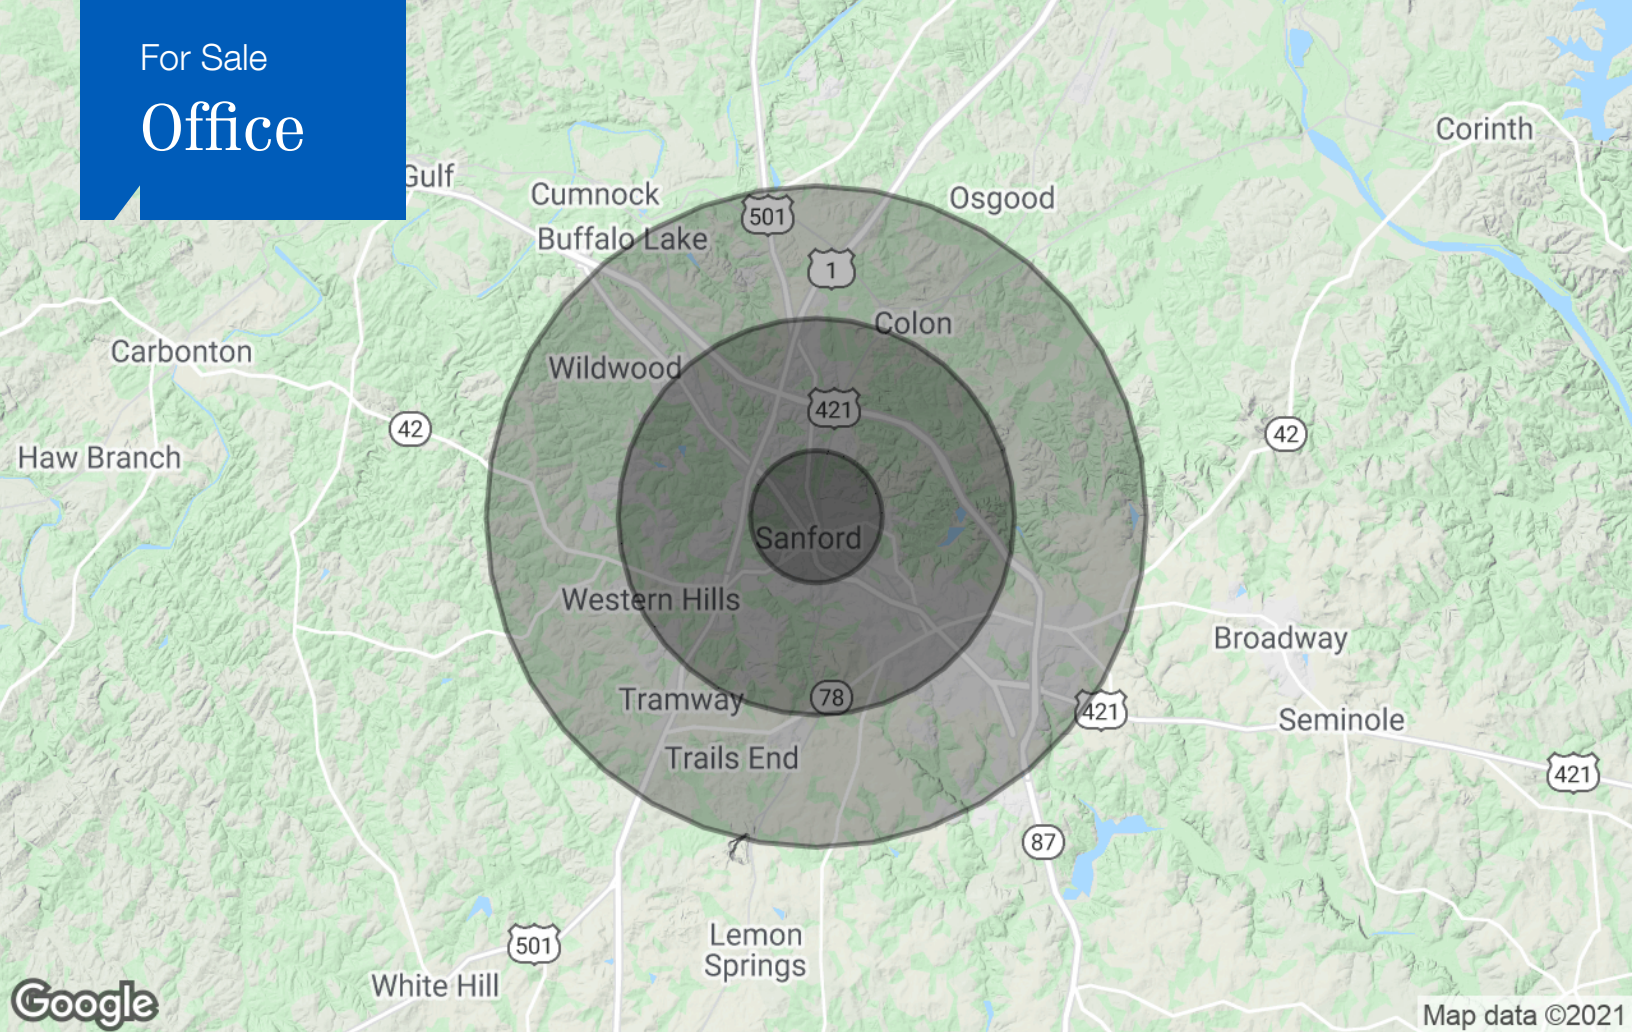 For Sale
Office
Corinth
Gulf
Cumnock
Osgood
501
Buffalo Lake
1
Colon
Carbonton
Wildwood
421
42
42
Haw Branch
Sanford
Western Hills
Broadway
Tramway
78
421
Seminole
Trails End
421
87
Lemon
Springs
501
White Hill
Google
Map data ©2021